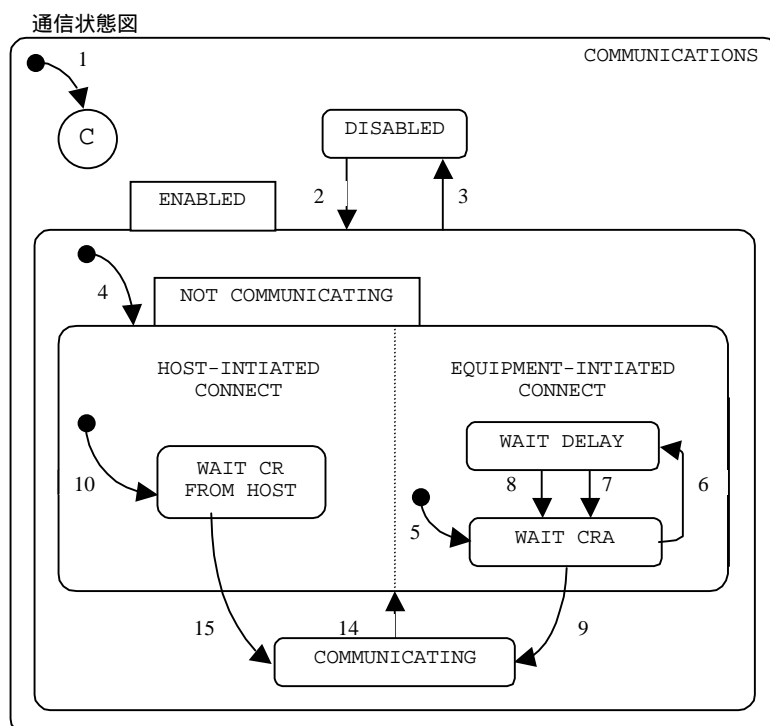 通信状態図
COMMUNICATIONS
1
C
DISABLED
2
3
ENABLED
4
NOT COMMUNICATING
HOST-INTIATED
CONNECT
EQUIPMENT-INTIATED
CONNECT
WAIT DELAY
10
WAIT CR
FROM HOST
8
7
6
5
WAIT CRA
15
14
9
COMMUNICATING